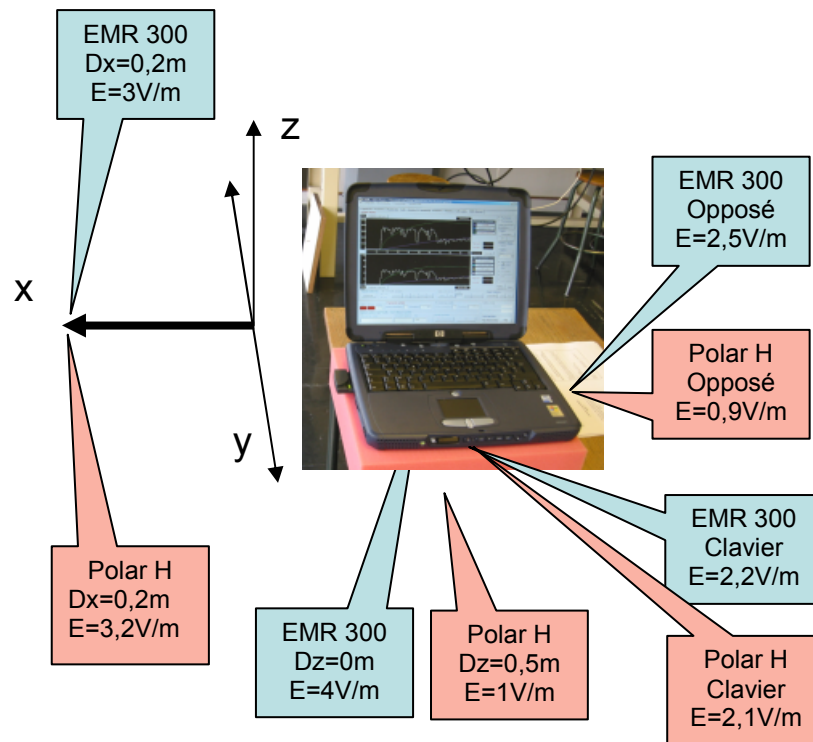 EMR 300
Dx=0,2m
E=3V/m
z
x
y
EMR 300
Opposé
E=2,5V/m
Polar H
Opposé
E=0,9V/m
EMR 300
Clavier
E=2,2V/m
Polar H
Dx=0,2m
E=3,2V/m
EMR 300
Dz=0m
E=4V/m
Polar H
Dz=0,5m
E=1V/m
Polar H
Clavier
E=2,1V/m